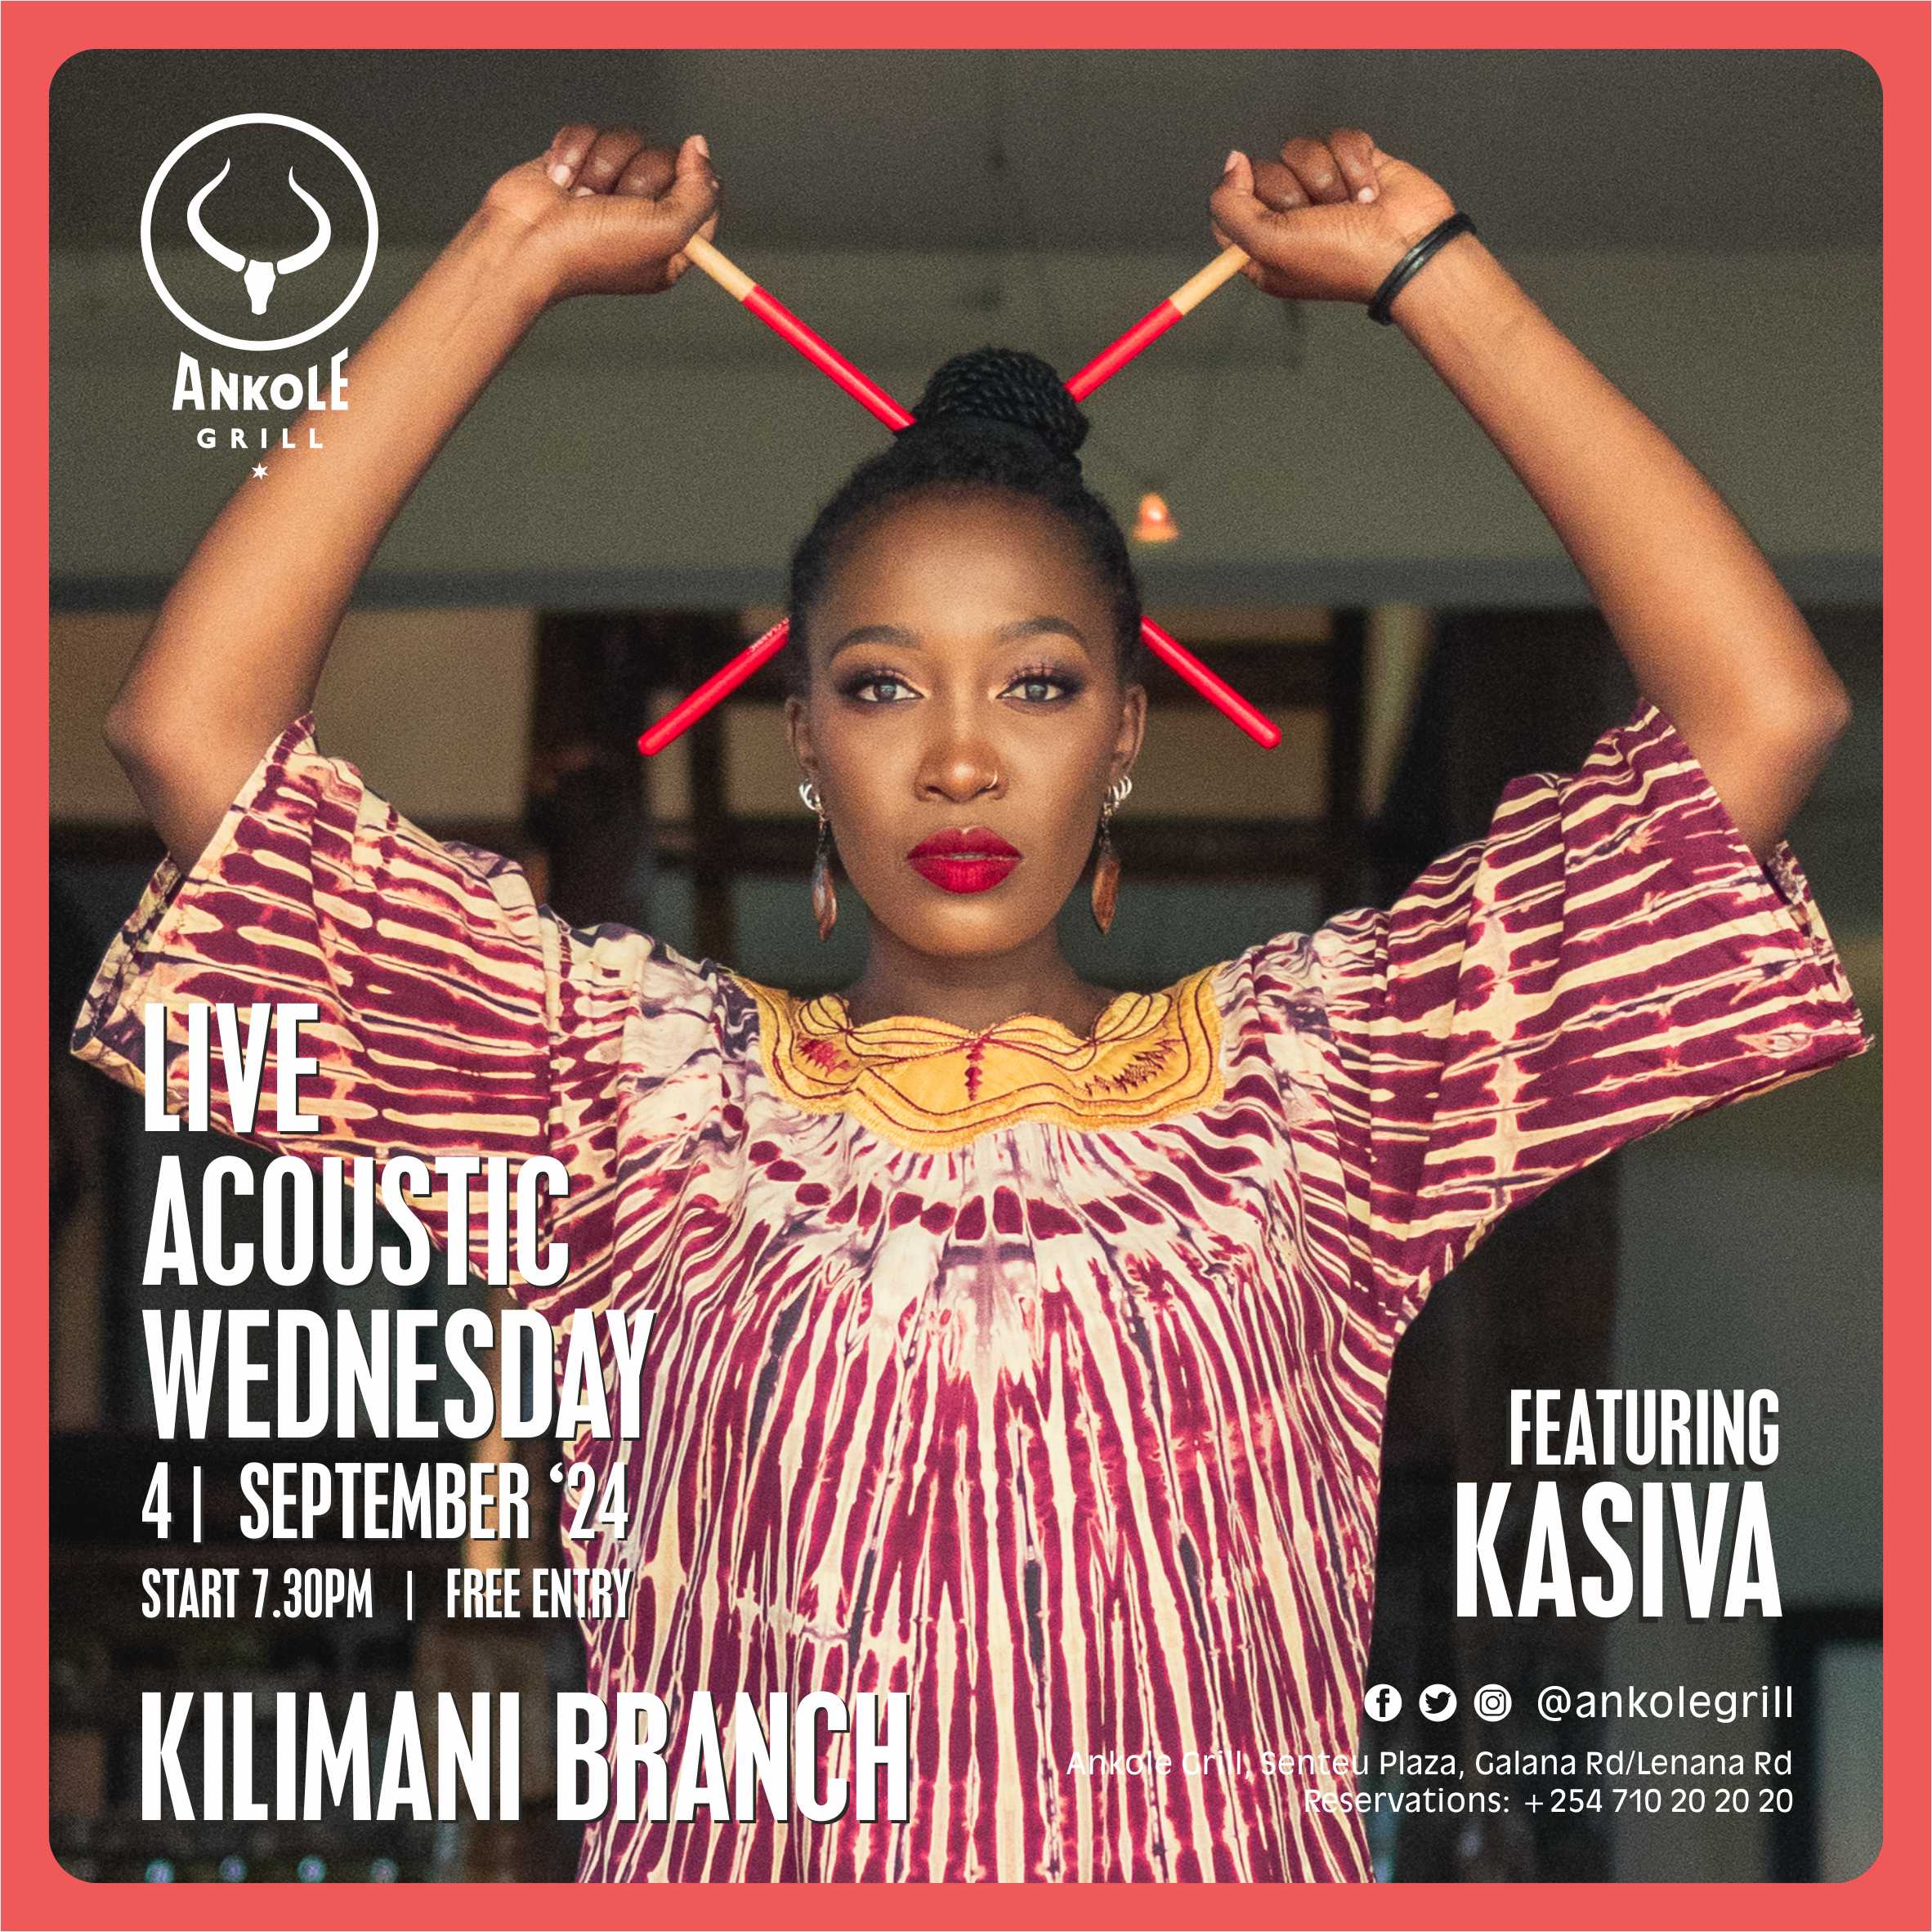 ANKOLE
GRILL
LIVE
ACOUSTIC
WEDNESDAY
4 | SEPTEMBER ‘24
START 7.30PM | FREE ENTRY
KILIMANI BRANCH
FEATURING
KASIVA
@ankolegrill
Ankole Grill, Senteu Plaza, Galana Rd/Lenana Rd
Reservations: +254 710 20 20 20